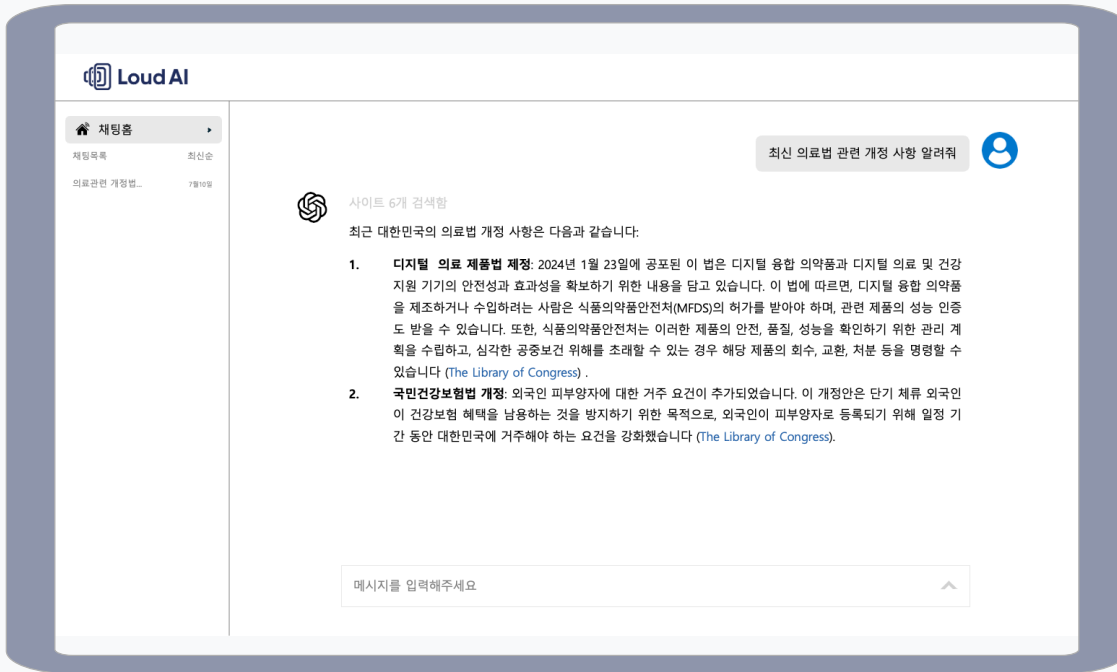 Loud AI
채팅홈
채팅목록 최신순
의료관련 개정법... 7월10일
최신 의료법 관련 개정 사항 알려줘
사이트 6개 검색함
최근 대한민국의 의료법 개정 사항은 다음과 같습니다:
1. 디지털 의료 제품법 제정: 2024년 1월 23일에 공포된 이 법은 디지털 융합 의약품과 디지털 의료 및 건강
지원 기기의 안전성과 효과성을 확보하기 위한 내용을 담고 있습니다. 이 법에 따르면, 디지털 융합 의약품
을 제조하거나 수입하려는 사람은 식품의약품안전처(MFDS)의 허가를 받아야 하며, 관련 제품의 성능 인증
도 받을 수 있습니다. 또한, 식품의약품안전처는 이러한 제품의 안전, 품질, 성능을 확인하기 위한 관리 계
획을 수립하고, 심각한 공중보건 위해를 초래할 수 있는 경우 해당 제품의 회수, 교환, 처분 등을 명령할 수
있습니다 (The Library of Congress) .
2. 국민건강보험법 개정: 외국인 피부양자에 대한 거주 요건이 추가되었습니다. 이 개정안은 단기 체류 외국인
이 건강보험 혜택을 남용하는 것을 방지하기 위한 목적으로, 외국인이 피부양자로 등록되기 위해 일정 기
간 동안 대한민국에 거주해야 하는 요건을 강화했습니다 (The Library of Congress).
메시지를 입력해주세요